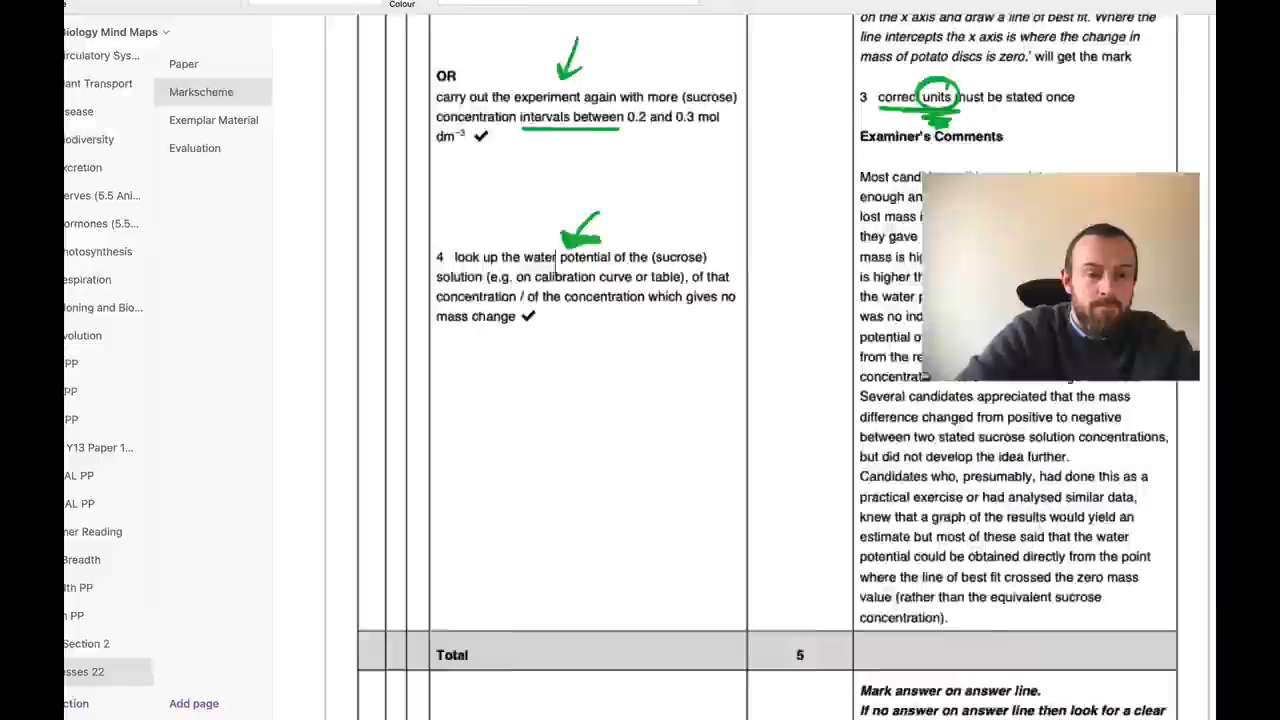 Colour
Biology Mind Maps
irculatory Sys...
ant Transport
sease
odiversity
xcretion
erves (5.5 Ani...
ormones (5.5...
hotosynthesis
oning and Bio...
volution
PP
PP
PP
Y13 Paper 1...
AL PP
AL PP
ner Reading
Breadth
lth PP
n PP
Section 2
esses 22
ction
Paper
Markscheme
Exemplar Material
Evaluation
Add page
OR
carry out the experiment again with more (sucrose)
concentration intervals between 0.2 and 0.3 mol
dm⁻³ ✔
4 look up the water potential of the (sucrose)
solution (e.g. on calibration curve or table), of that
concentration / of the concentration which gives no
mass change ✔
on the x axis and draw a line of best fit. Where the
line intercepts the x axis is where the change in
mass of potato discs is zero.' will get the mark
3 correc units must be stated once
Examiner's Comments
Most cand
enough an
lost mass i
they gave
mass is hig
is higher th
the water p
was no ind
potential o
from the re
concentrat
Several candidates appreciated that the mass
difference changed from positive to negative
between two stated sucrose solution concentrations,
but did not develop the idea further.
Candidates who, presumably, had done this as a
practical exercise or had analysed similar data,
knew that a graph of the results would yield an
estimate but most of these said that the water
potential could be obtained directly from the point
where the line of best fit crossed the zero mass
value (rather than the equivalent sucrose
concentration).
Total 5
Mark answer on answer line.
If no answer on answer line then look for a clear